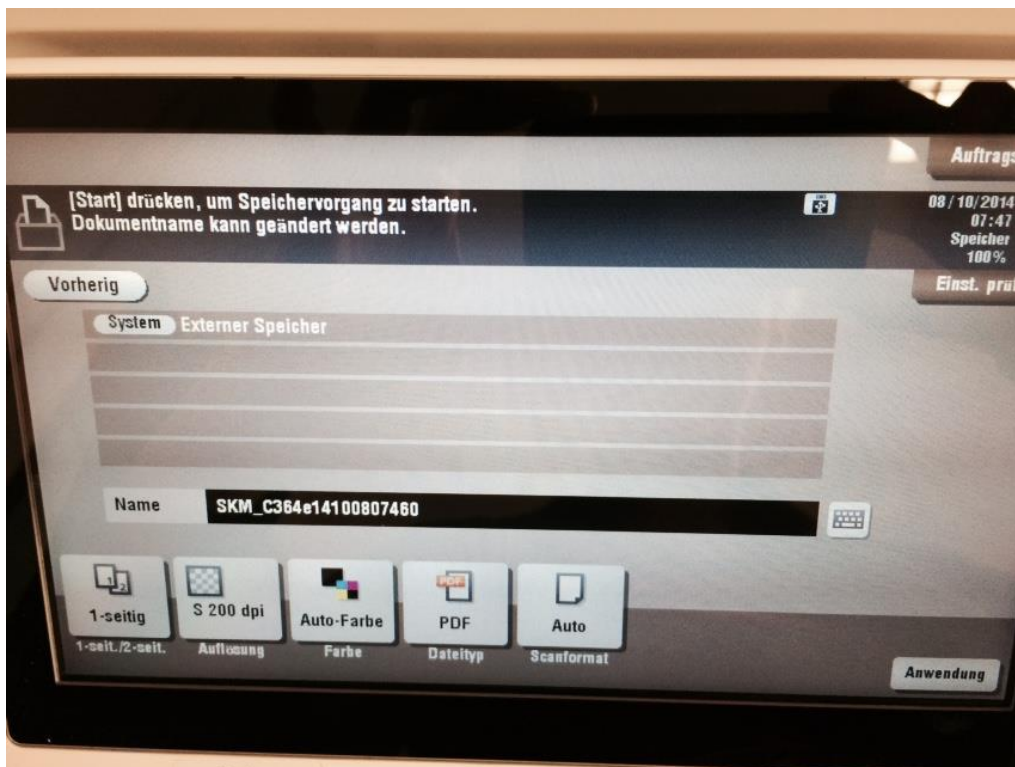 Auftrags
[Start] drücken, um Speichervorgang zu starten.
Dokumentname kann geändert werden.
08/10/2014
07:47
Speicher
100%
Vorherig
Einst. prüf
System Externer Speicher
Name SKM_C364e14100807460
1-seitig
S 200 dpi
Auto-Farbe
PDF
PDF
Auto
1-seit./2-seit.
Auflösung
Farbe
Dateityp
Scanformat
Anwendung